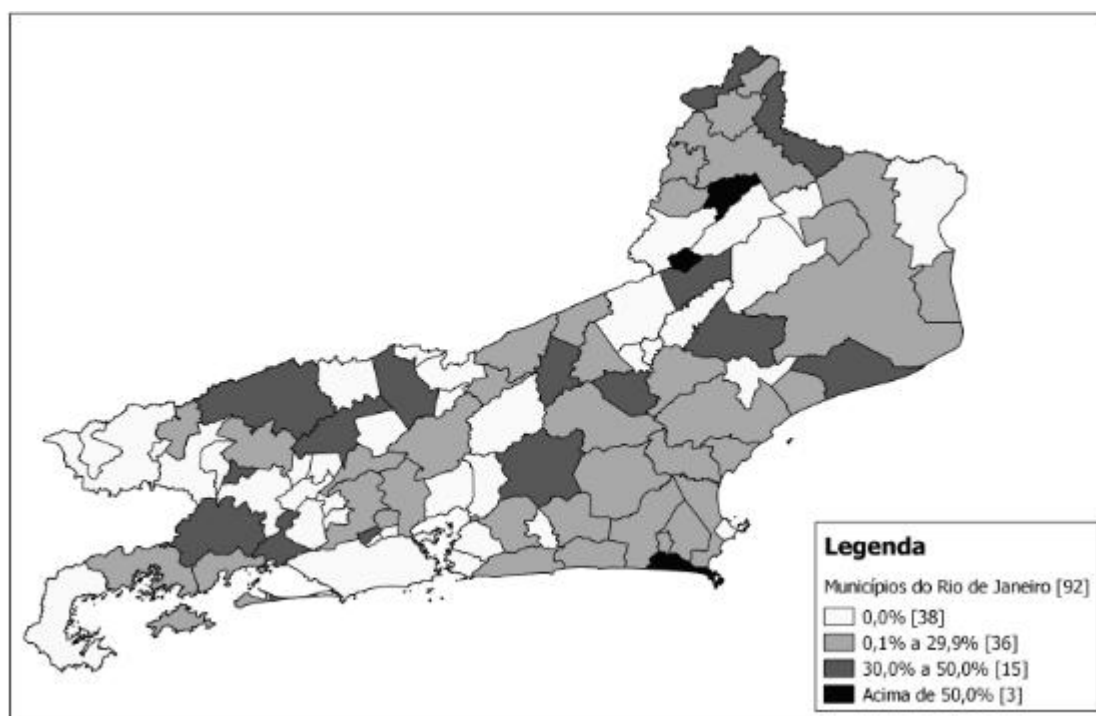 Legenda
Municípios do Rio de Janeiro [92]
0,0% [38]
0,1% a 29,9% [36]
30,0% a 50,0% [15]
Acima de 50,0% [3]